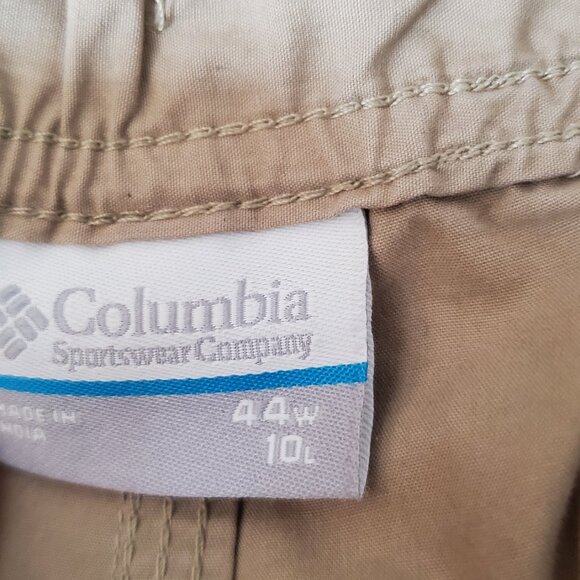 Columbia
Sportswear Company
44W
MADE IN
INDIA
10L